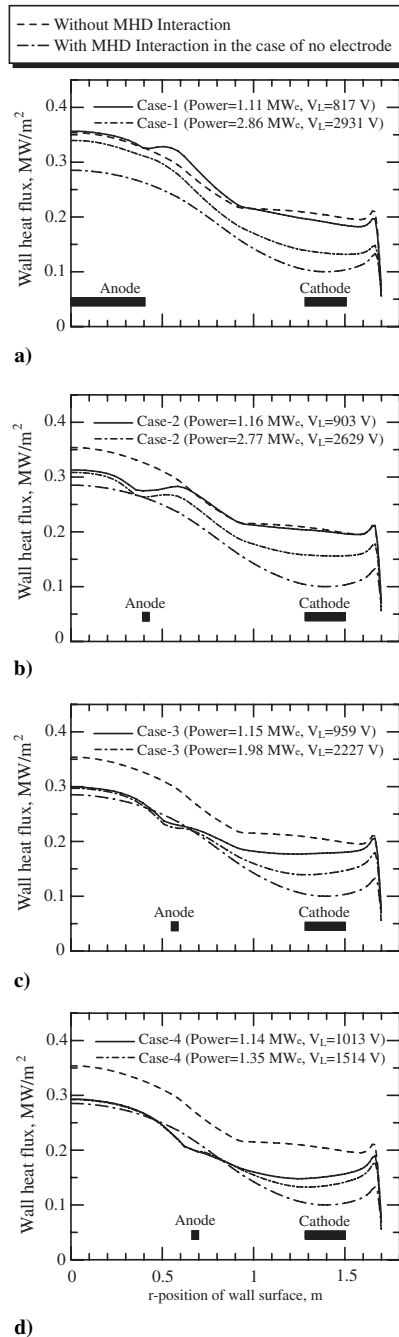 Without MHD Interaction
With MHD Interaction in the case of no electrode
0.4
0.3
0.2
0.1
0
Wall heat flux, MW/m2
Case-1 (Power=1.11 MWe, VL=817 V)
Case-1 (Power=2.86 MWe, VL=2931 V)
Anode
Cathode
a)
0.4
0.3
0.2
0.1
0
Wall heat flux, MW/m2
Case-2 (Power=1.16 MWe, VL=903 V)
Case-2 (Power=2.77 MWe, VL=2629 V)
Anode
Cathode
b)
0.4
0.3
0.2
0.1
0
Wall heat flux, MW/m2
Case-3 (Power=1.15 MWe, VL=959 V)
Case-3 (Power=1.98 MWe, VL=2227 V)
Anode
Cathode
c)
0.4
0.3
0.2
0.1
0
Wall heat flux, MW/m2
Case-4 (Power=1.14 MWe, VL=1013 V)
Case-4 (Power=1.35 MWe, VL=1514 V)
Anode
Cathode
0 0.5 1 1.5
r-position of wall surface, m
d)